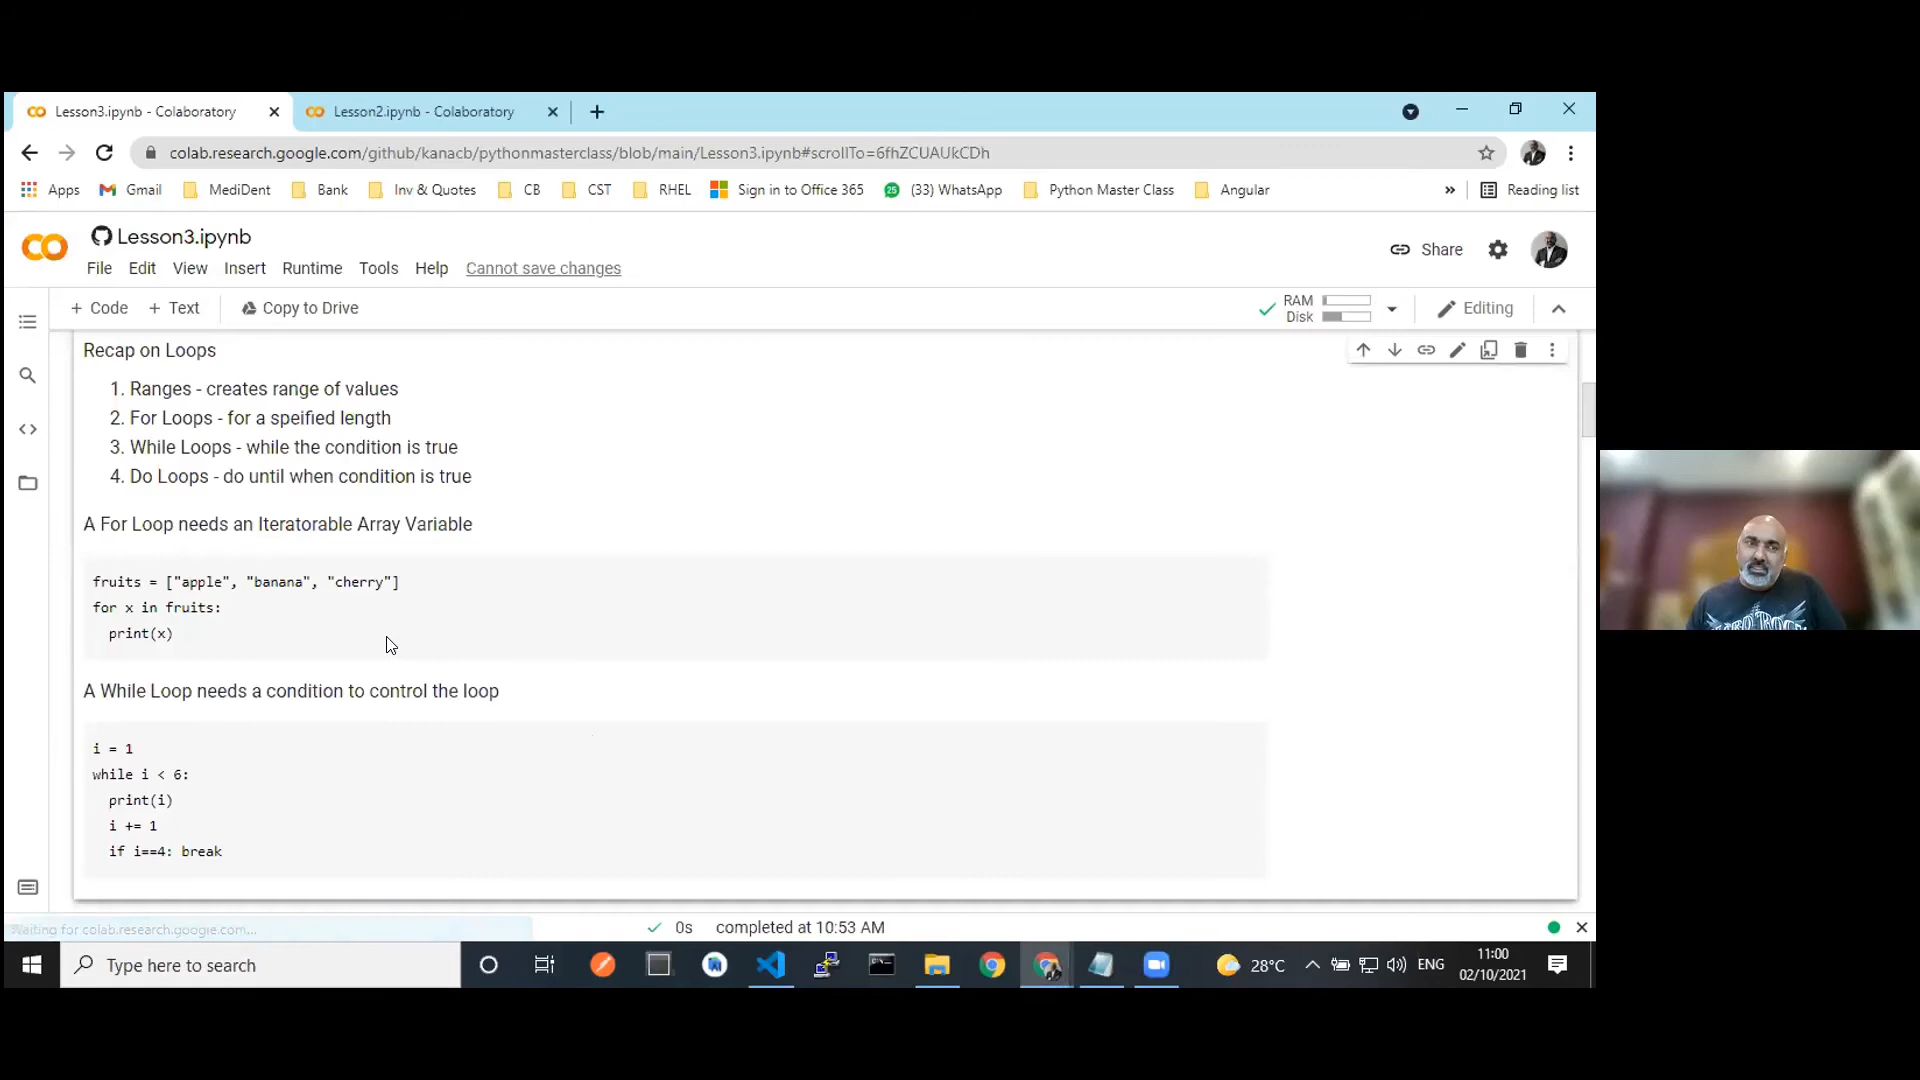 Lesson3.ipynb - Colaboratory
Lesson2.ipynb - Colaboratory
colab.research.google.com/github/kanacb/pythonmasterclass/blob/main/Lesson3.ipynb#scrollTo=6fhZCUAUkCDh
Apps Gmail MediDent Bank Inv & Quotes CB CST RHEL Sign in to Office 365 (33) WhatsApp Python Master Class Angular » Reading list
Lesson3.ipynb
Share
File Edit View Insert Runtime Tools Help Cannot save changes
+ Code + Text Copy to Drive RAM Disk Editing
Recap on Loops
1. Ranges - creates range of values
2. For Loops - for a speified length
3. While Loops - while the condition is true
4. Do Loops - do until when condition is true
A For Loop needs an Iteratorable Array Variable
fruits = ["apple", "banana", "cherry"]
for x in fruits:
print(x)
A While Loop needs a condition to control the loop
i = 1
while i < 6:
print(i)
i += 1
if i==4: break
Waiting for colab.research.google.com...
0s completed at 10:53 AM
Type here to search
28°C ENG
11:00
02/10/2021